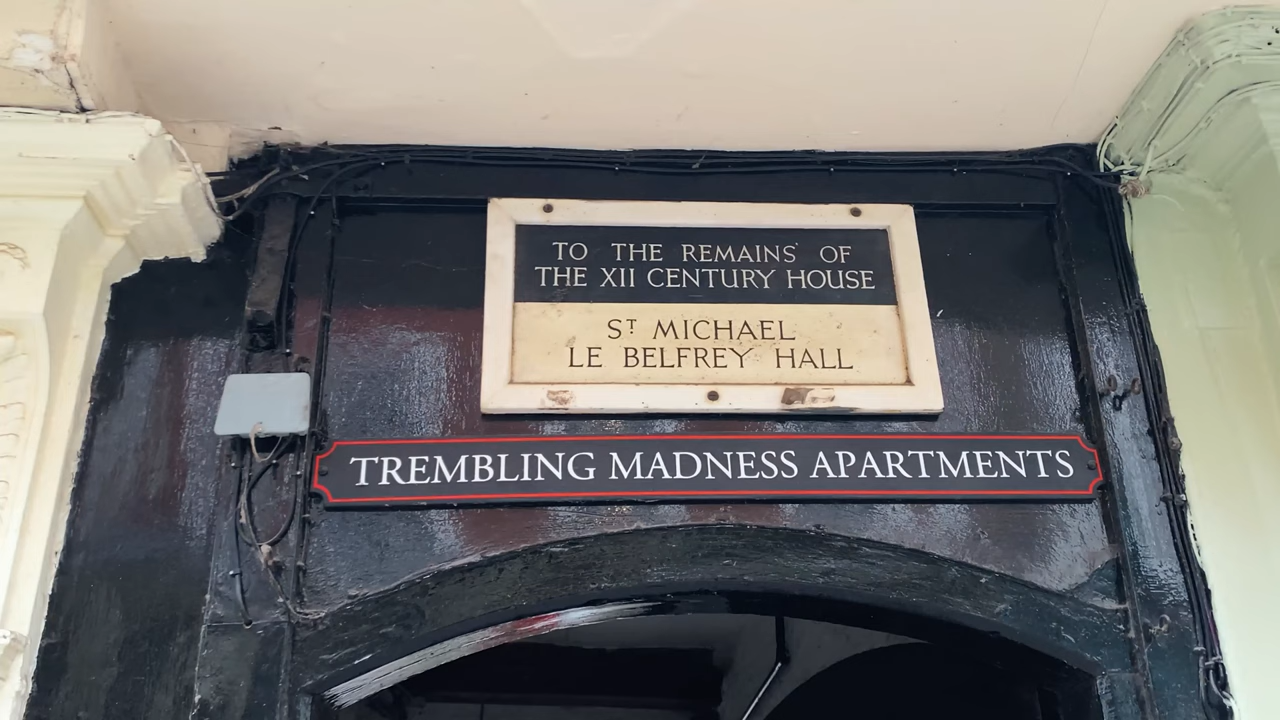 TO THE REMAINS OF
THE XII CENTURY HOUSE
ST MICHAEL
LE BELFREY HALL
TREMBLING MADNESS APARTMENTS